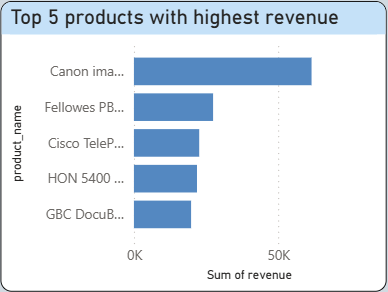 Top 5 products with highest revenue
product_name
Canon ima...
Fellowes PB...
Cisco TeleP...
HON 5400 ...
GBC DocuB...
0K 50K
Sum of revenue